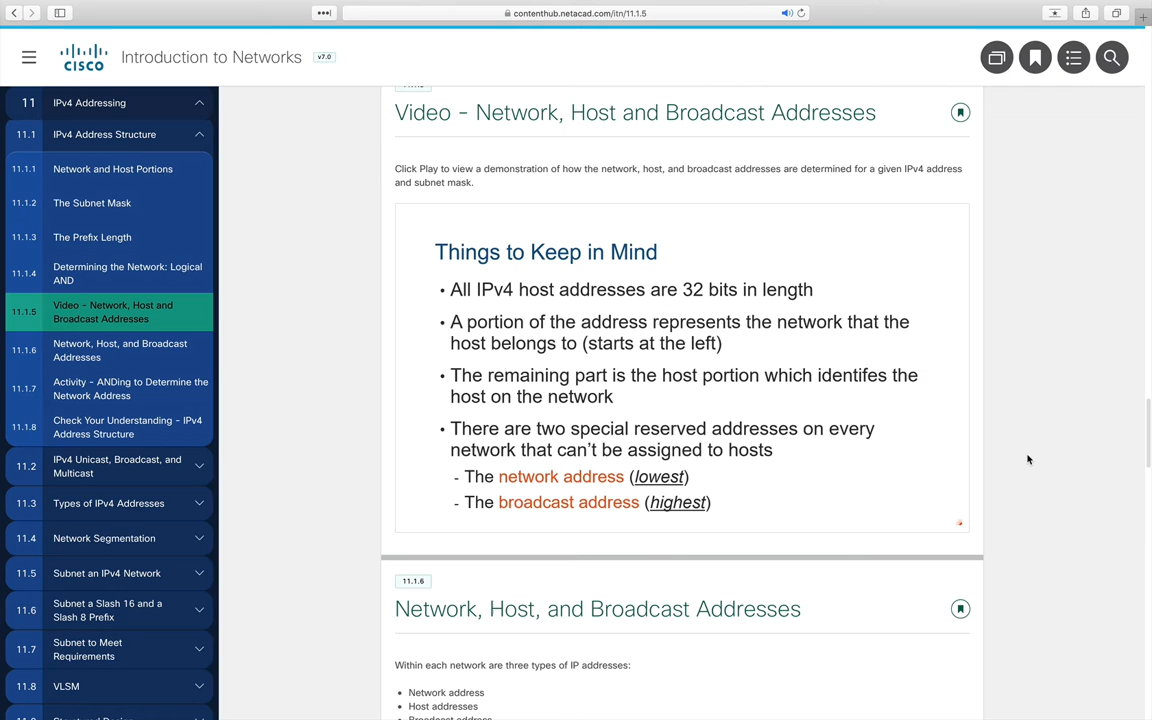 contenthub.netacad.com/itn/11.1.5
CISCO
Introduction to Networks
v7.0
11 IPv4 Addressing
11.1 IPv4 Address Structure
11.1.1 Network and Host Portions
11.1.2 The Subnet Mask
11.1.3 The Prefix Length
11.1.4 Determining the Network: Logical
AND
11.1.5 Video - Network, Host and
Broadcast Addresses
11.1.6 Network, Host, and Broadcast
Addresses
11.1.7 Activity - ANDing to Determine the
Network Address
11.1.8 Check Your Understanding - IPv4
Address Structure
11.2 IPv4 Unicast, Broadcast, and
Multicast
11.3 Types of IPv4 Addresses
11.4 Network Segmentation
11.5 Subnet an IPv4 Network
11.6 Subnet a Slash 16 and a
Slash 8 Prefix
11.7 Subnet to Meet
Requirements
11.8 VLSM
Video - Network, Host and Broadcast Addresses
Click Play to view a demonstration of how the network, host, and broadcast addresses are determined for a given IPv4 address
and subnet mask.
Things to Keep in Mind
• All IPv4 host addresses are 32 bits in length
• A portion of the address represents the network that the
host belongs to (starts at the left)
• The remaining part is the host portion which identifes the
host on the network
• There are two special reserved addresses on every
network that can't be assigned to hosts
- The network address (lowest)
- The broadcast address (highest)
11.1.6
Network, Host, and Broadcast Addresses
Within each network are three types of IP addresses:
• Network address
• Host addresses
• Broadcast address